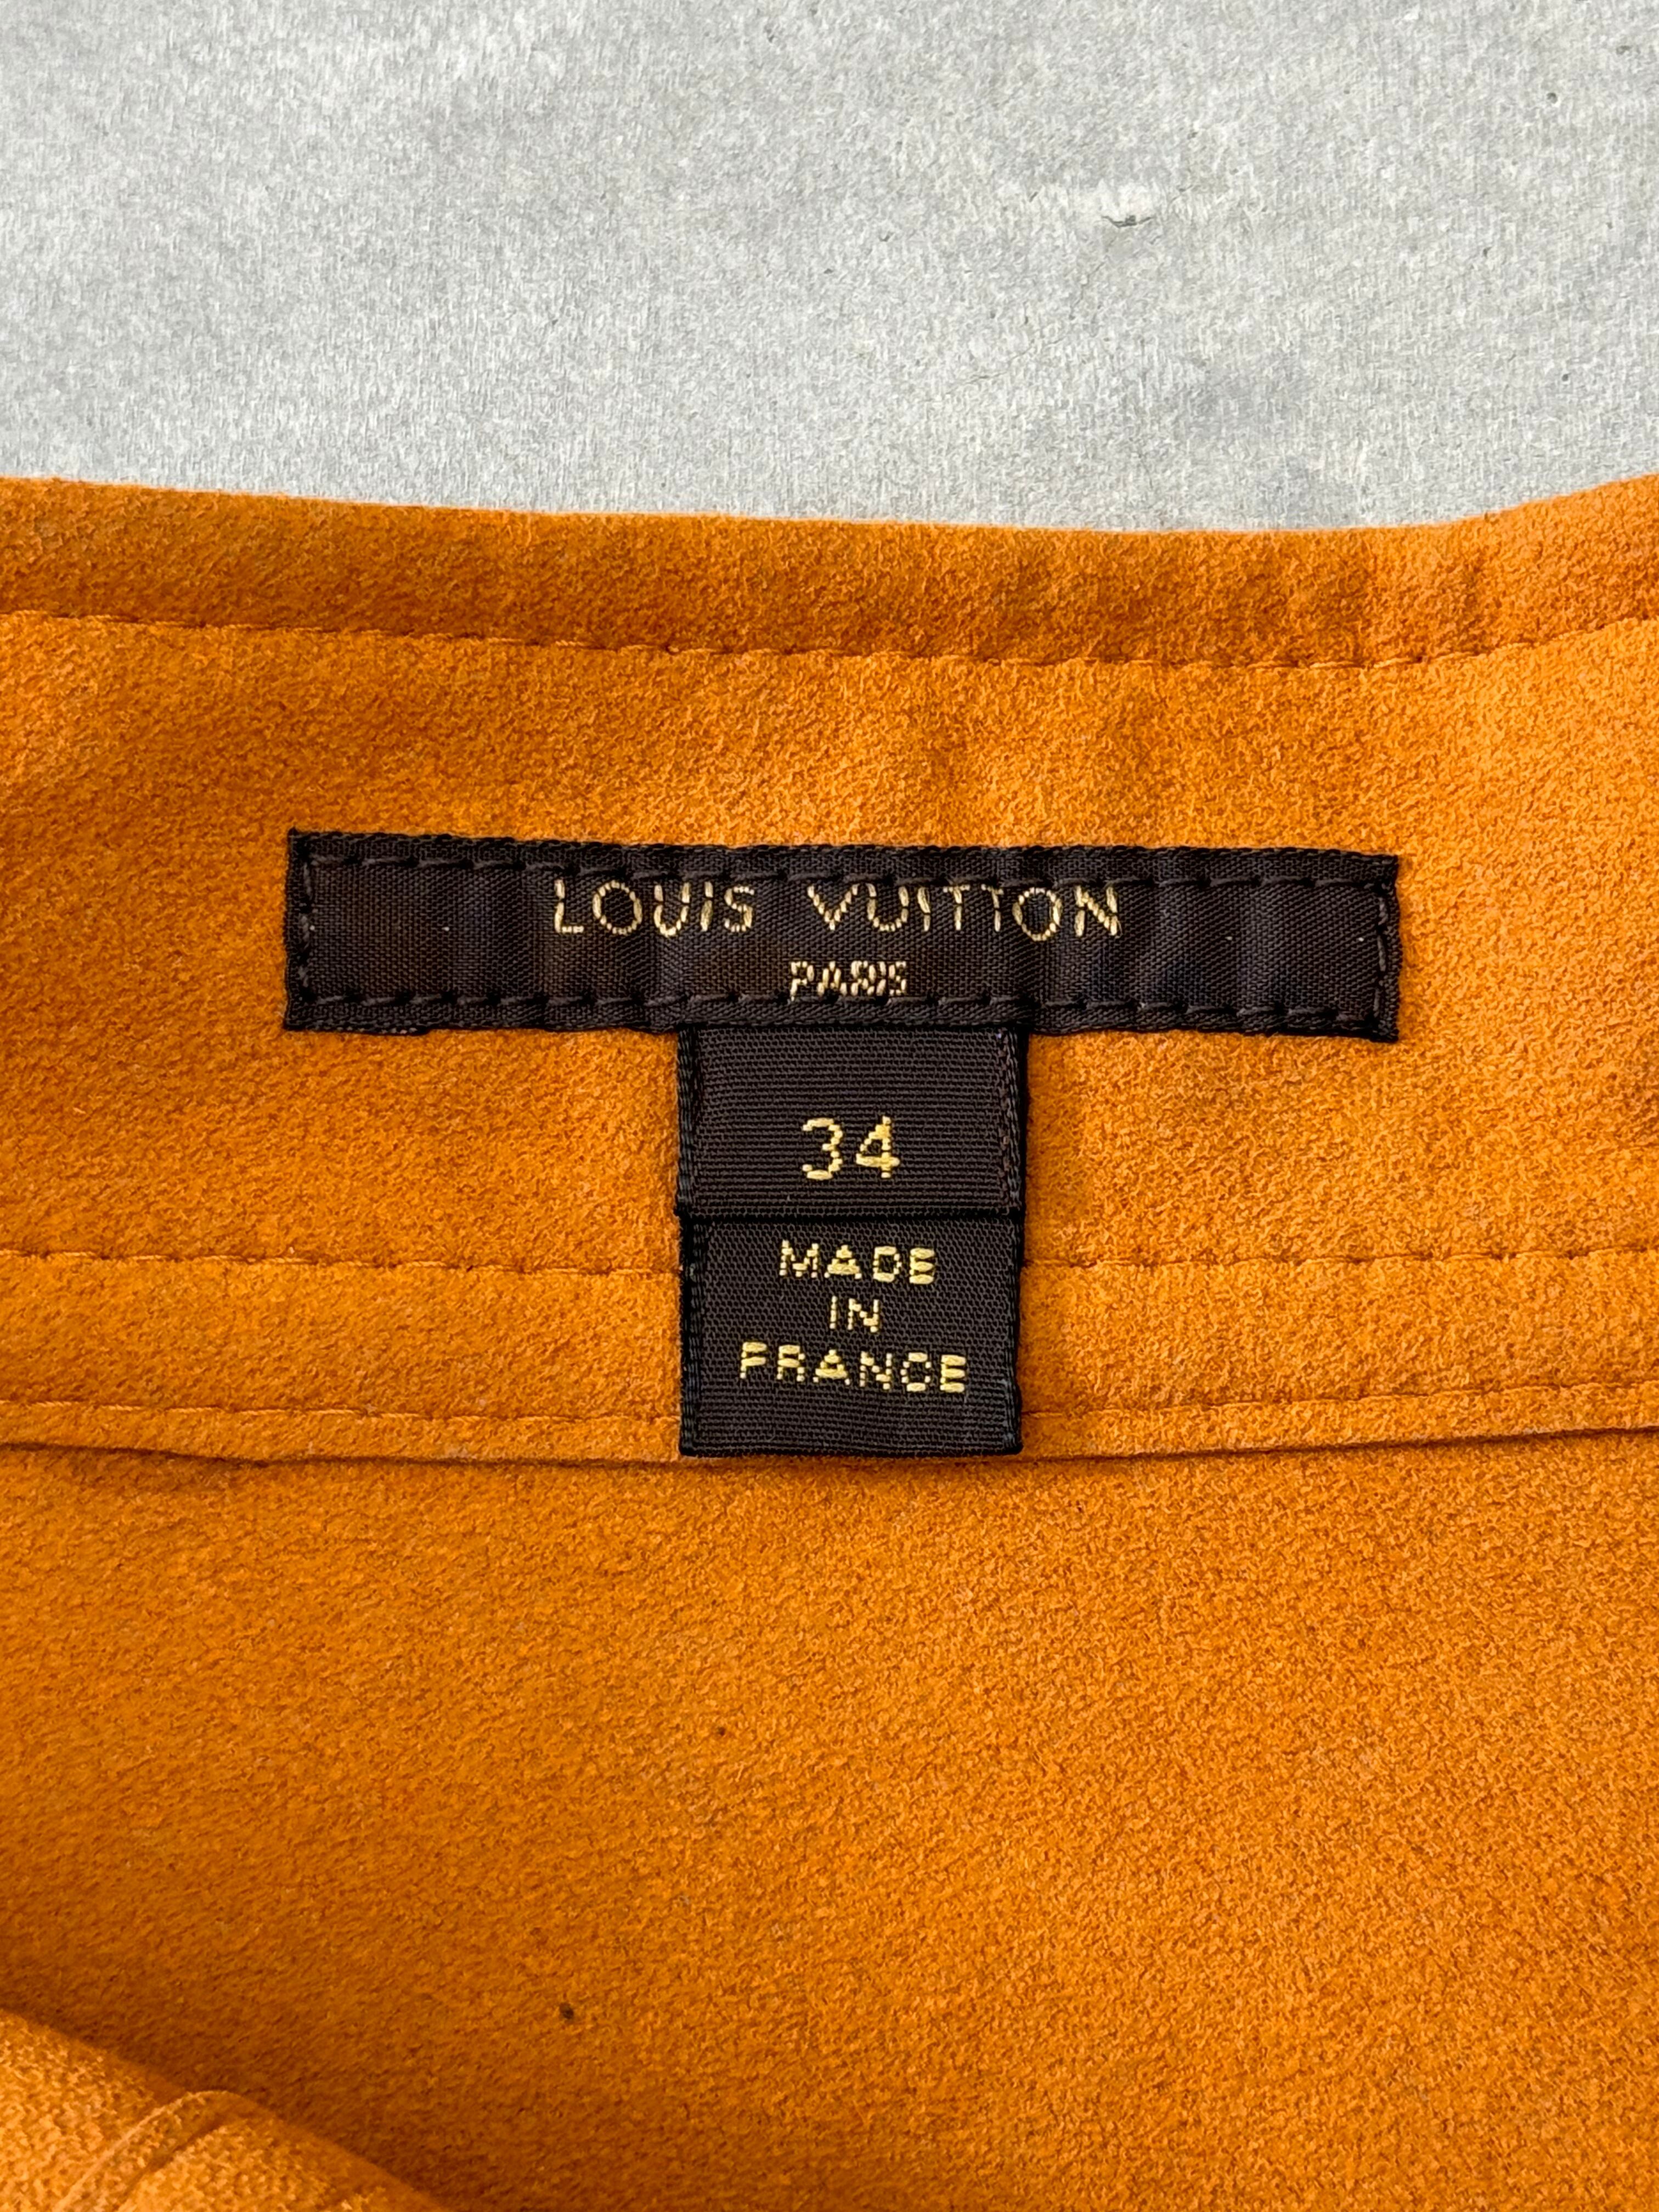 LOUIS VUITTON
PARIS
34
MADE
IN
FRANCE